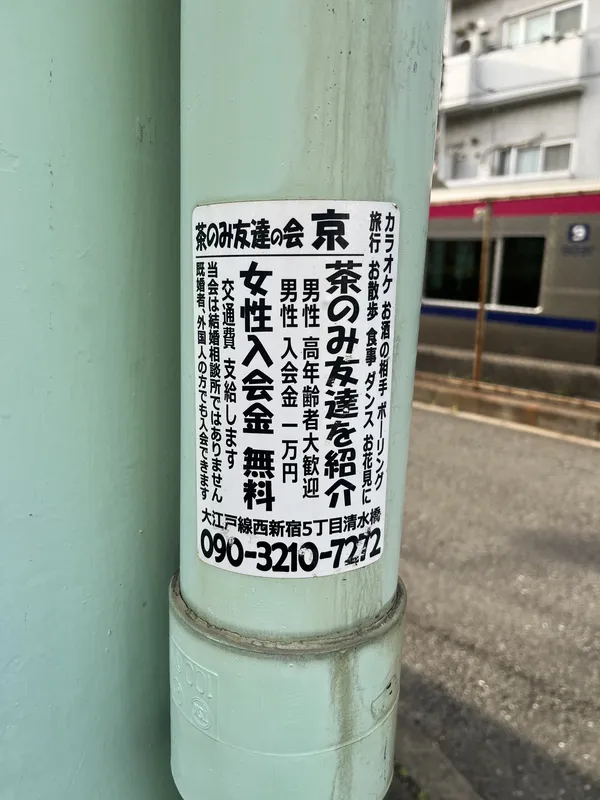 茶のみ友達の会 京
カラオケ お酒の相手 ボーリング
旅行 お散歩 食事 ダンス お花見に
茶のみ友達を紹介
男性 高年齢者大歓迎
男性 入会金 一万円
女性入会金 無料
交通費 支給します
当会は結婚相談所ではありません
既婚者、外国人の方でも入会できます
大江戸線西新宿5丁目清水橋
090-3210-7272
9
100